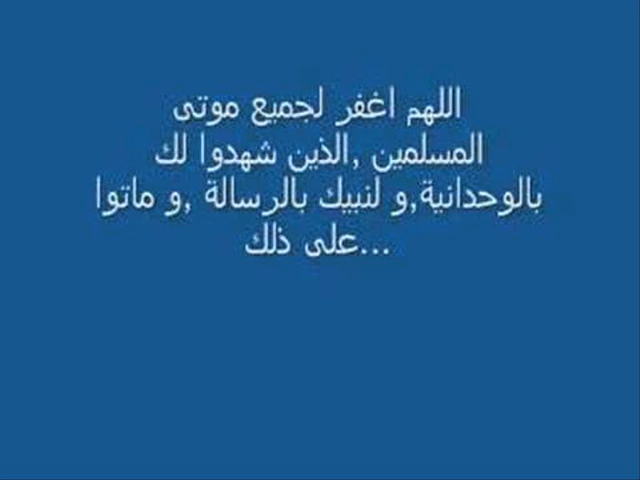 اللهم اغفر لجميع موتى
المسلمين ,الذين شهدوا لك
بالوحدانية,و لنبيك بالرسالة ,و ماتوا
على ذلك...